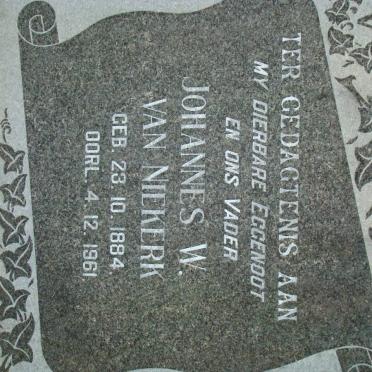 TER GEDAGTENIS AAN
MY DIERBARE EGGENOOT
EN ONS VADER
JOHANNES W.
VAN NIEKERK
GEB. 23. 10. 1884,
OORL. 4. 12. 1961.